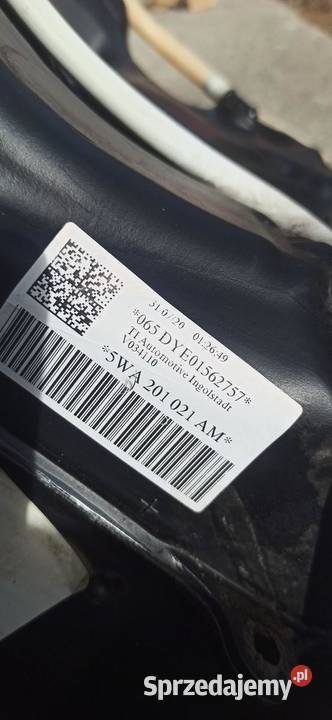 31 0/20 01:26:49
*065 DYE01562757*
TI Automotive Ingolstadt
V034110
*5WA 201 021 AM*
Sprzedajemy.pl